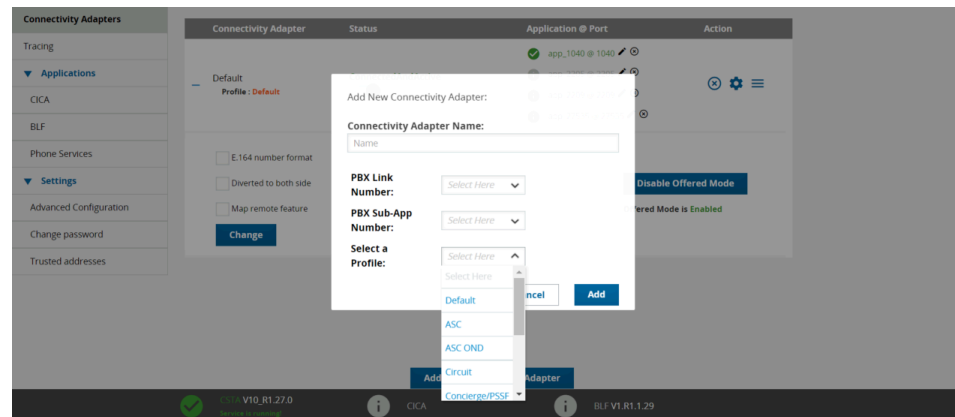 Connectivity Adapters
Connectivity Adapter Status Application @ Port Action
Tracing
app_1040 @ 1040
Applications
Default
Profile : Default
CICA
BLF
Phone Services
Settings
Advanced Configuration
Change password
Trusted addresses
E.164 number format
Diverted to both side
Map remote feature
Change
Disable Offered Mode
Mode is Enabled
Add New Connectivity Adapter:
Connectivity Adapter Name:
Name
PBX Link
Number:
Select Here
PBX Sub-App
Number:
Select Here
Select a
Profile:
Select Here
Select Here
Default
ASC
ASC OND
Circuit
Concierge/PSSF
Add
Add Adapter
CSTA V10_R1.27.0
Service is running!
CICA
BLF V1.R1.1.29